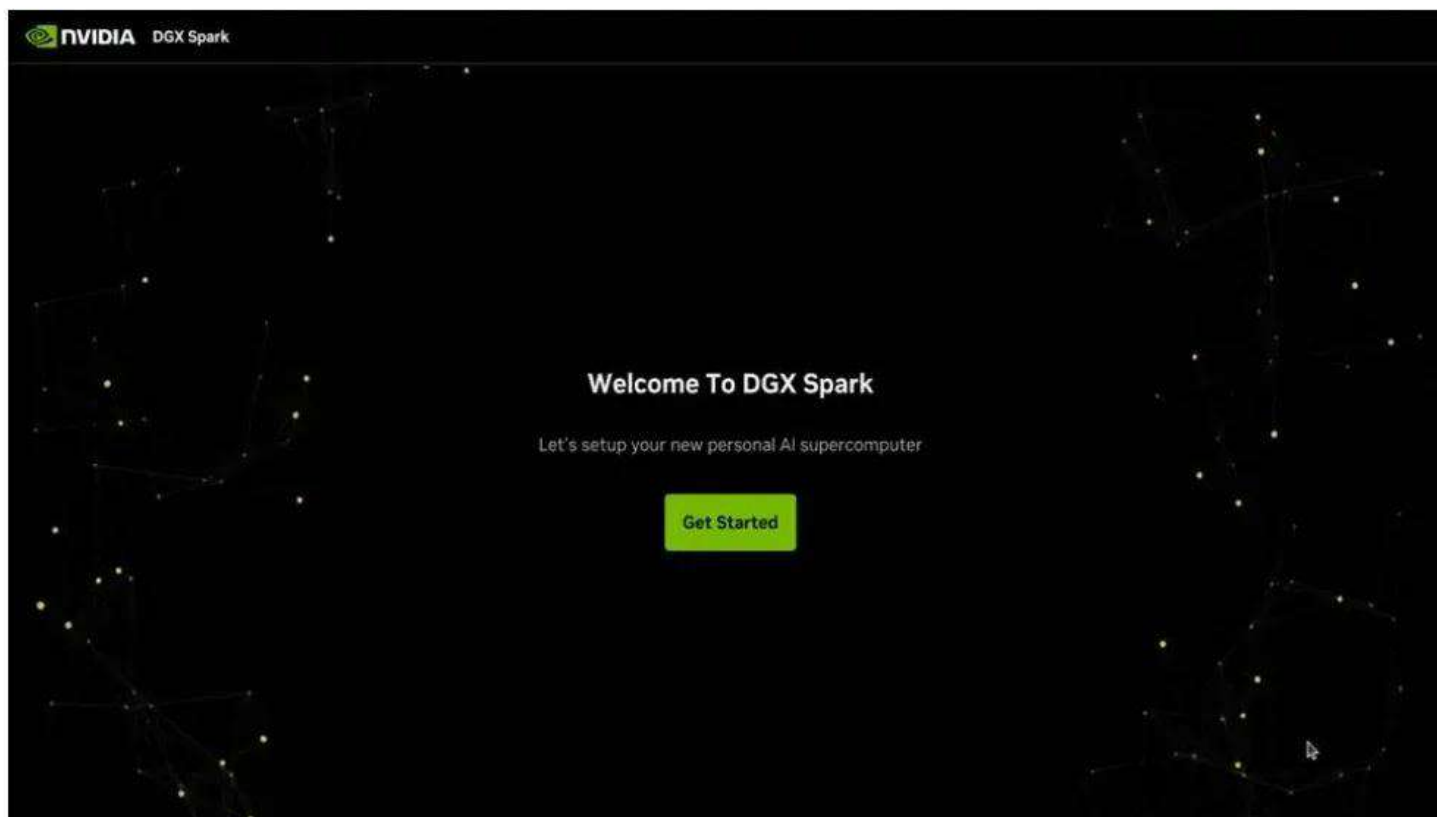 NVIDIA DGX Spark
Welcome To DGX Spark
Let's setup your new personal AI supercomputer
Get Started